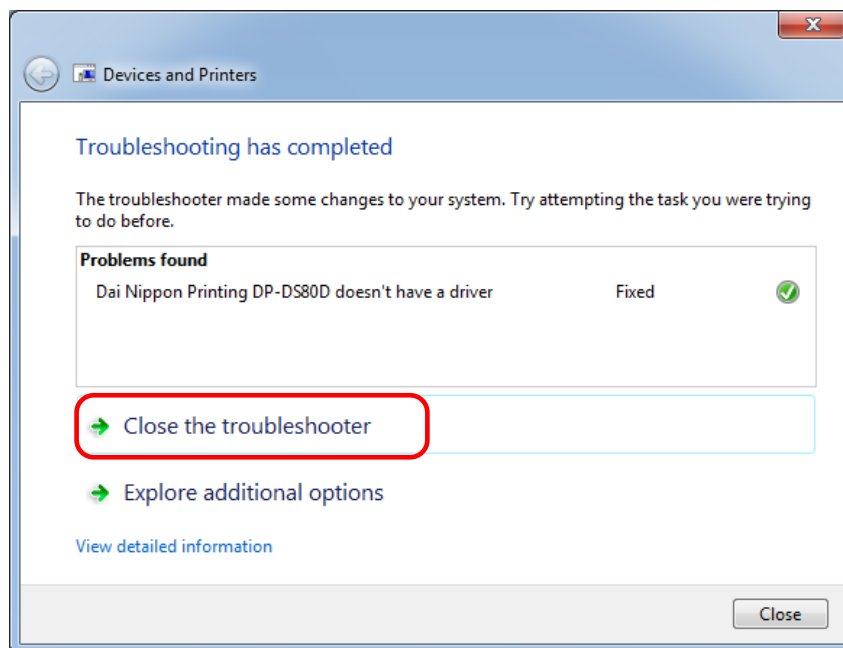 Devices and Printers
Troubleshooting has completed
The troubleshooter made some changes to your system. Try attempting the task you were trying
to do before.
Problems found
Dai Nippon Printing DP-DS80D doesn't have a driver Fixed
Close the troubleshooter
Explore additional options
View detailed information
Close